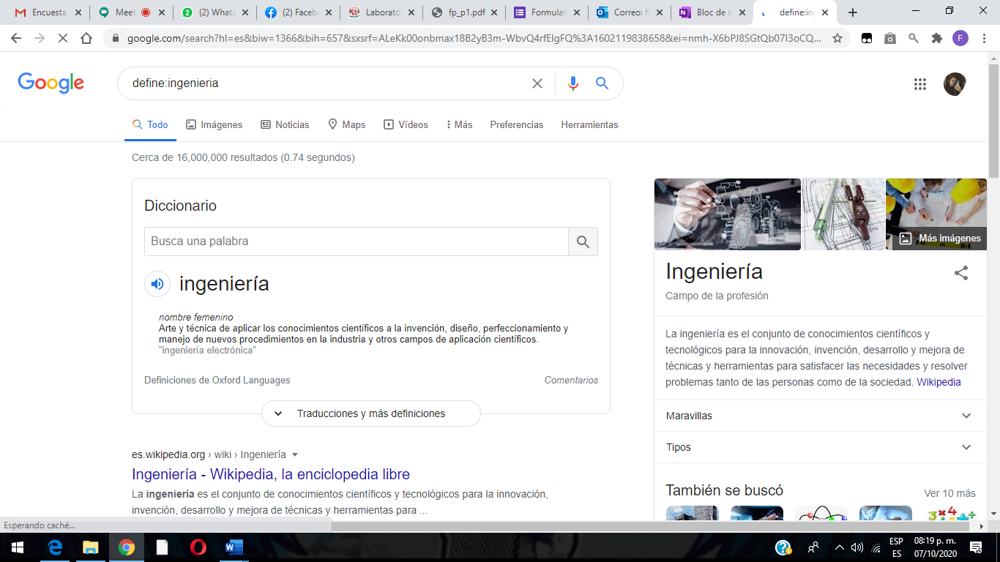 Encuesta
Meet
(2) Whats
(2) Faceb
Laborato
fp_p1.pdf
Formular
Correo: f
Bloc de n
define:ing
google.com/search?hl=es&biw=1366&bih=657&sxsrf=ALeKk00onbmax18B2yB3m-WbvQ4rfElgFQ%3A1602119838658&ei=nmh-X6bPJ8SGtQb07I3oCQ...
F
Google
define:ingenieria
Todo
Imágenes
Noticias
Maps
Vídeos
Más
Preferencias
Herramientas
Cerca de 16,000,000 resultados (0.74 segundos)
Diccionario
Busca una palabra
ingeniería
nombre femenino
Arte y técnica de aplicar los conocimientos científicos a la invención, diseño, perfeccionamiento y
manejo de nuevos procedimientos en la industria y otros campos de aplicación científicos.
"ingeniería electrónica"
Definiciones de Oxford Languages
Comentarios
Traducciones y más definiciones
es.wikipedia.org › wiki › Ingeniería
Ingeniería - Wikipedia, la enciclopedia libre
La ingeniería es el conjunto de conocimientos científicos y tecnológicos para la innovación,
invención, desarrollo y mejora de técnicas y herramientas para ...
Más imágenes
Ingeniería
Campo de la profesión
La ingeniería es el conjunto de conocimientos científicos y
tecnológicos para la innovación, invención, desarrollo y mejora de
técnicas y herramientas para satisfacer las necesidades y resolver
problemas tanto de las personas como de la sociedad. Wikipedia
Maravillas
Tipos
También se buscó
Ver 10 más
Esperando caché...
ESP
ES
08:19 p. m.
07/10/2020